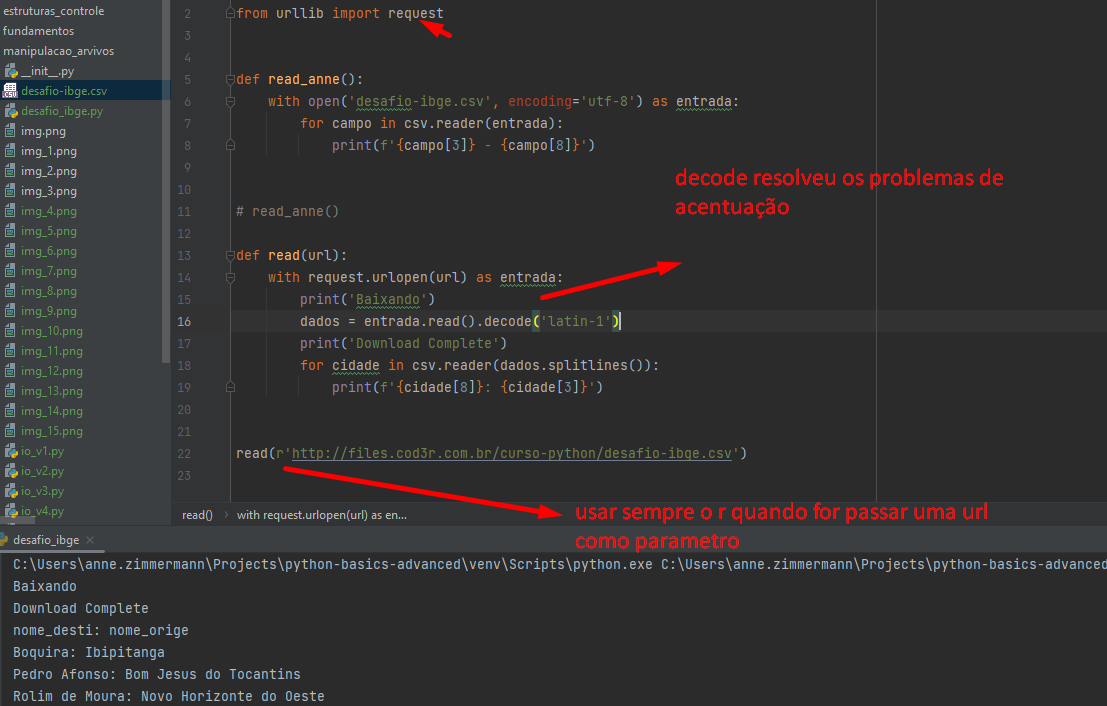 estruturas_controle
fundamentos
manipulacao_arvivos
__init__.py
desafio-ibge.csv
desafio_ibge.py
img.png
img_1.png
img_2.png
img_3.png
img_4.png
img_5.png
img_6.png
img_7.png
img_8.png
img_9.png
img_10.png
img_11.png
img_12.png
img_13.png
img_14.png
img_15.png
io_v1.py
io_v2.py
io_v3.py
io_v4.py
2 from urllib import request
3
4
5 def read_anne():
6 with open('desafio-ibge.csv', encoding='utf-8') as entrada:
7 for campo in csv.reader(entrada):
8 print(f'{campo[3]} - {campo[8]}')
9
10
11 # read_anne()
12
13 def read(url):
14 with request.urlopen(url) as entrada:
15 print('Baixando')
16 dados = entrada.read().decode('latin-1')
17 print('Download Complete')
18 for cidade in csv.reader(dados.splitlines()):
19 print(f'{cidade[8]}: {cidade[3]}')
20
21
22 read(r'http://files.cod3r.com.br/curso-python/desafio-ibge.csv')
23
decode resolveu os problemas de
acentuação
usar sempre o r quando for passar uma url
como parametro
read() › with request.urlopen(url) as en...
desafio_ibge ×
C:\Users\anne.zimmermann\Projects\python-basics-advanced\venv\Scripts\python.exe C:\Users\anne.zimmermann\Projects\python-basics-advanced
Baixando
Download Complete
nome_desti: nome_orige
Boquira: Ibipitanga
Pedro Afonso: Bom Jesus do Tocantins
Rolim de Moura: Novo Horizonte do Oeste